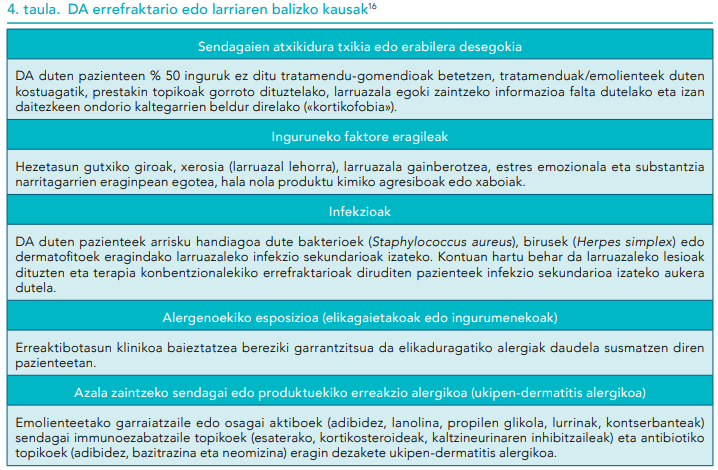 4. taula. DA errefraktario edo larriaren balizko kausak16
Sendagaien atxikidura txikia edo erabilera desegokia
DA duten pazienteen % 50 inguruk ez ditu tratamendu-gomendioak betetzen, tratamenduak/emolienteek duten
kostuagatik, prestakin topikoak gorroto dituztelako, larruazala egoki zaintzeko informazioa falta dutelako eta izan
daitezkeen ondorio kaltegarrien beldur direlako («kortikofobia»).
Inguruneko faktore eragileak
Hezetasun gutxiko giroak, xerosia (larruazal lehorra), larruazala gainberotzea, estres emozionala eta substantzia
narritagarrien eraginpean egotea, hala nola produktu kimiko agresiboak edo xaboiak.
Infekzioak
DA duten pazienteek arrisku handiagoa dute bakterioek (Staphylococcus aureus), birusek (Herpes simplex) edo
dermatofitoek eragindako larruazaleko infekzio sekundarioak izateko. Kontuan hartu behar da larruazaleko lesioak
dituzten eta terapia konbentzionalekiko errefraktarioak diruditen pazienteek infekzio sekundarioa izateko aukera
dutela.
Alergenoekiko esposizioa (elikagaietakoak edo ingurumenekoak)
Erreaktibotasun klinikoa baieztatzea bereziki garrantzitsua da elikaduragatiko alergiak daudela susmatzen diren
pazienteetan.
Azala zaintzeko sendagai edo produktuekiko erreakzio alergikoa (ukipen-dermatitis alergikoa)
Emolienteetako garraiatzaile edo osagai aktiboek (adibidez, lanolina, propilen glikola, lurrinak, kontserbanteak)
sendagai immunoezabatzaile topikoek (esaterako, kortikosteroideak, kaltzineurinaren inhibitzaileak) eta antibiotiko
topikoek (adibidez, bazitrazina eta neomizina) eragin dezakete ukipen-dermatitis alergikoa.